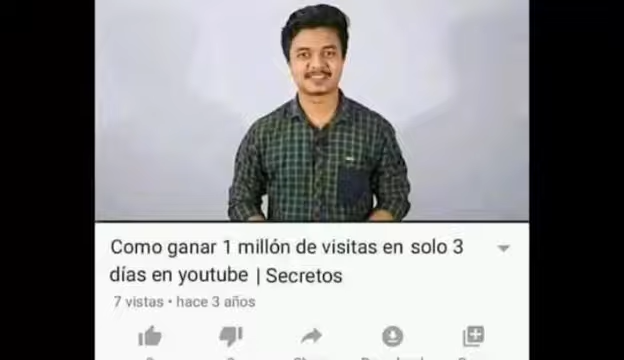 Como ganar 1 millón de visitas en solo 3
días en youtube | Secretos
7 vistas • hace 3 años